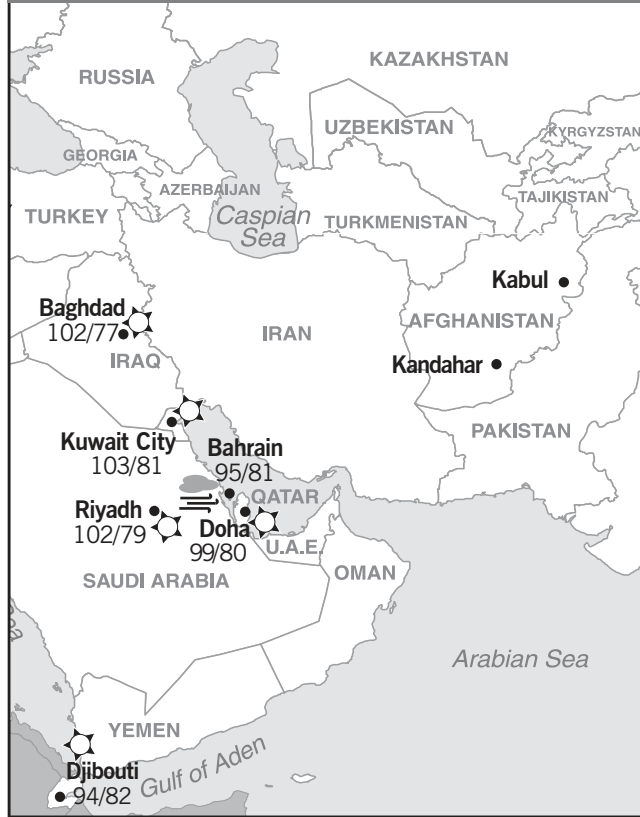 KAZAKHSTAN
RUSSIA
UZBEKISTAN
KYRGYZSTAN
GEORGIA
AZERBAIJAN
TAJIKISTAN
TURKEY
Caspian
Sea
TURKMENISTAN
Kabul
Baghdad
102/77
IRAQ
IRAN
AFGHANISTAN
Kandahar
PAKISTAN
Kuwait City
103/81
Bahrain
95/81
QATAR
Riyadh
102/79
Doha
99/80
U.A.E.
SAUDI ARABIA
OMAN
Arabian Sea
YEMEN
Gulf of Aden
Djibouti
94/82